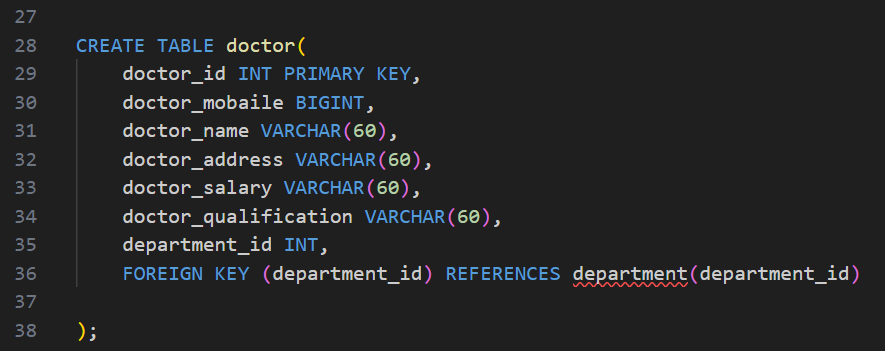 27
28 CREATE TABLE doctor(
29 doctor_id INT PRIMARY KEY,
30 doctor_mobaile BIGINT,
31 doctor_name VARCHAR(60),
32 doctor_address VARCHAR(60),
33 doctor_salary VARCHAR(60),
34 doctor_qualification VARCHAR(60),
35 department_id INT,
36 FOREIGN KEY (department_id) REFERENCES department(department_id)
37
38 );